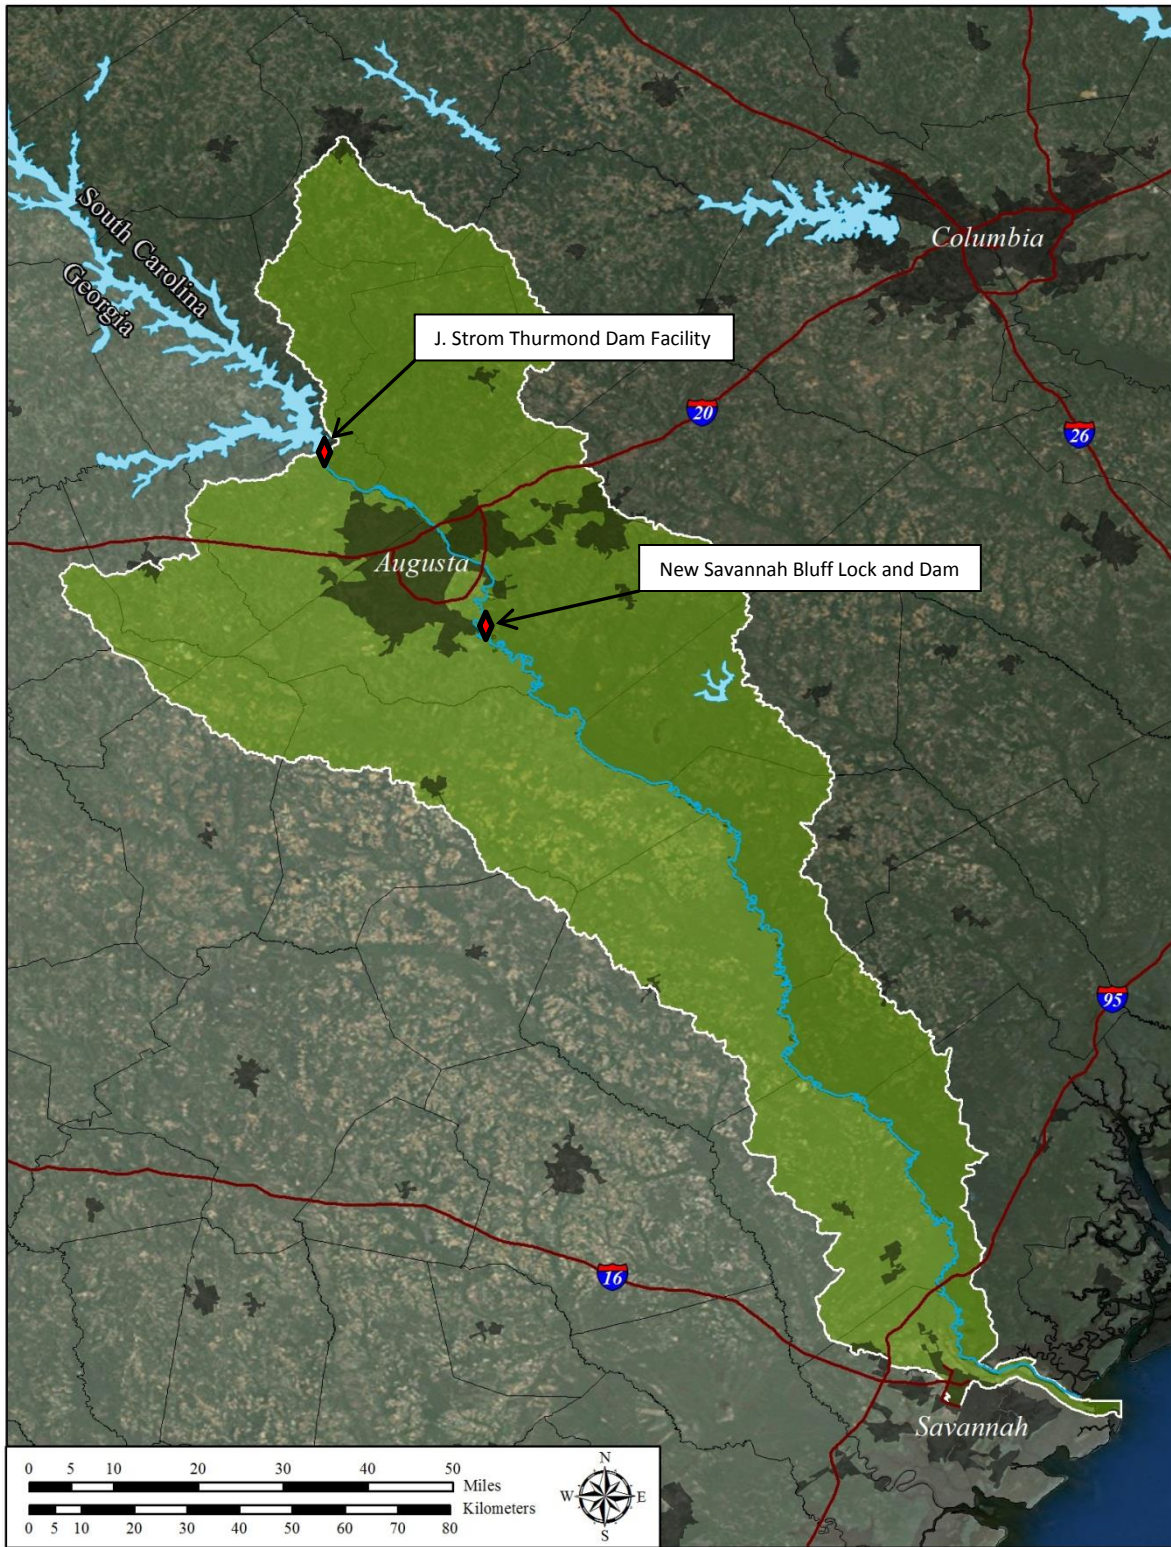 South Carolina
Georgia
Columbia
J. Strom Thurmond Dam Facility
20
26
Augusta
New Savannah Bluff Lock and Dam
95
16
Savannah
0 5 10 20 30 40 50
Miles
Kilometers
0 5 10 20 30 40 50 60 70 80
N
W E
S